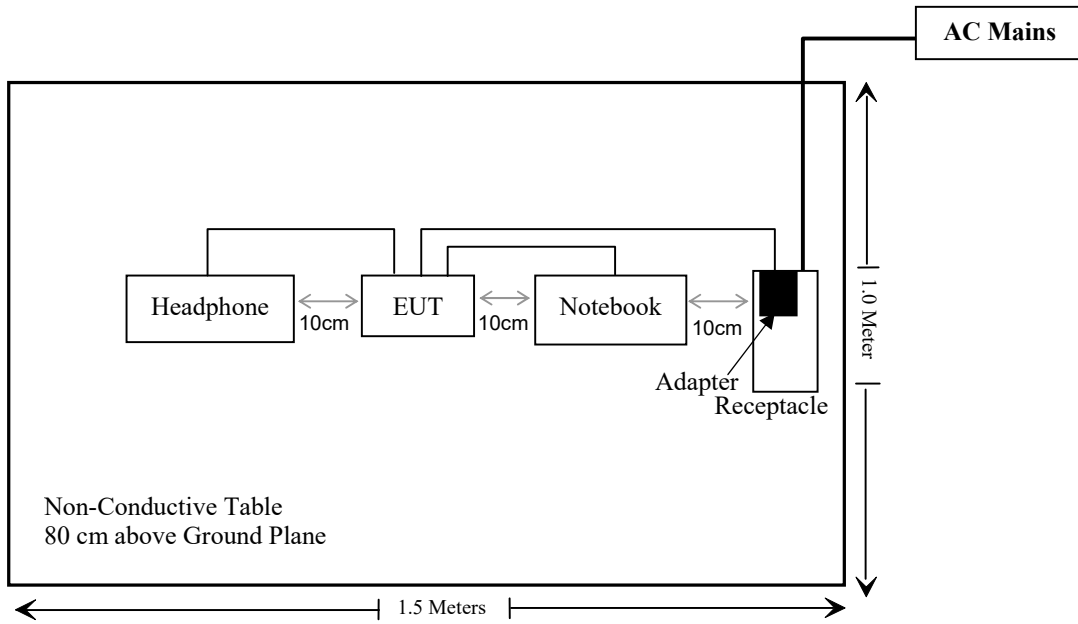 AC Mains
Headphone
10cm
EUT
10cm
Notebook
10cm
Adapter
Receptacle
1.0 Meter
Non-Conductive Table
80 cm above Ground Plane
1.5 Meters